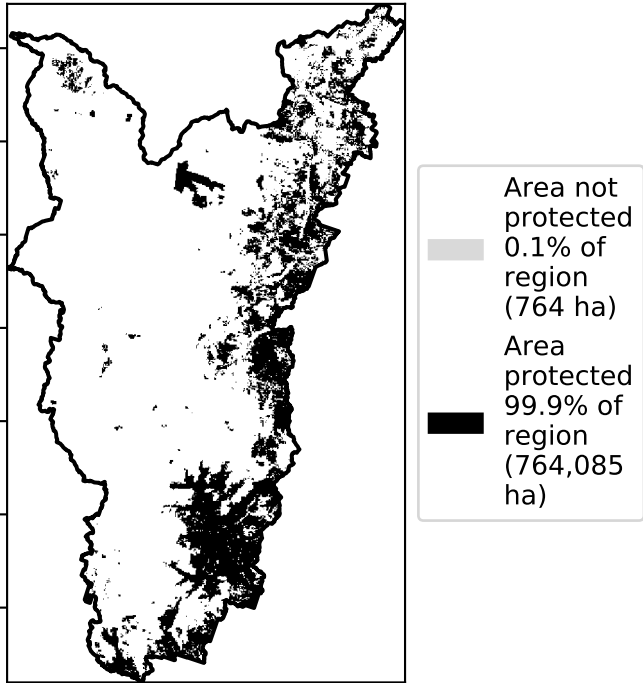 Area not
protected
0.1% of
region
(764 ha)
Area
protected
99.9% of
region
(764,085
ha)